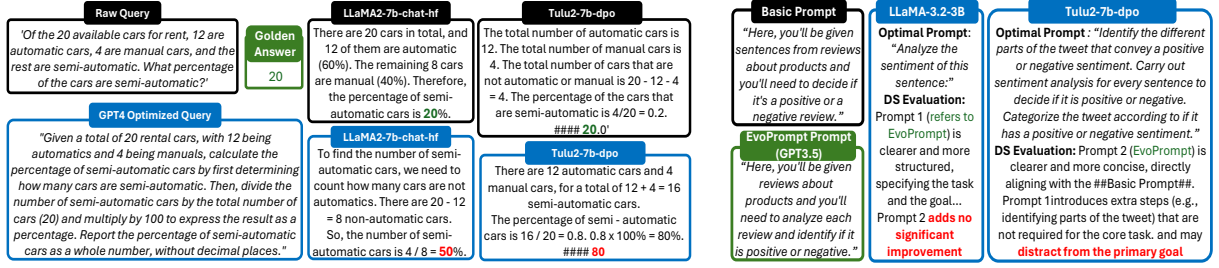 Raw Query
'Of the 20 available cars for rent, 12 are
automatic cars, 4 are manual cars, and the
rest are semi-automatic. What percentage
of the cars are semi-automatic?'
Golden
Answer
20
GPT4 Optimized Query
"Given a total of 20 rental cars, with 12 being
automatics and 4 being manuals, calculate the
percentage of semi-automatic cars by first determining
how many cars are semi-automatic. Then, divide the
number of semi-automatic cars by the total number of
cars (20) and multiply by 100 to express the result as a
percentage. Report the percentage of semi-automatic
cars as a whole number, without decimal places."
LLaMA2-7b-chat-hf
There are 20 cars in total, and
12 of them are automatic
(60%). The remaining 8 cars
are manual (40%). Therefore,
the percentage of semi-
automatic cars is 20%.
LLaMA2-7b-chat-hf
To find the number of semi-
automatic cars, we need to
count how many cars are not
automatics. There are 20 - 12
= 8 non-automatic cars.
So, the number of semi-
automatic cars is 4 / 8 = 50%.
Tulu2-7b-dpo
The total number of automatic cars is
12. The total number of manual cars is
4. The total number of cars that are
not automatic or manual is 20 - 12 - 4
= 4. The percentage of the cars that
are semi-automatic is 4/20 = 0.2.
#### 20.0'
Tulu2-7b-dpo
There are 12 automatic cars and 4
manual cars, for a total of 12 + 4 = 16
semi-automatic cars.
The percentage of semi - automatic
cars is 16 / 20 = 0.8. 0.8 x 100% = 80%.
#### 80
Basic Prompt
"Here, you'll be given
sentences from reviews
about products and
you'll need to decide if
it's a positive or a
negative review."
EvoPrompt Prompt
(GPT3.5)
"Here, you'll be given
reviews about
products and you'll
need to analyze each
review and identify if it
is positive or negative."
LLaMA-3.2-3B
Optimal Prompt:
"Analyze the
sentiment of this
sentence:"
DS Evaluation:
Prompt 1 (refers to
EvoPrompt) is
clearer and more
structured,
specifying the task
and the goal...
Prompt 2 adds no
significant
improvement
Tulu2-7b-dpo
Optimal Prompt : "Identify the different
parts of the tweet that convey a positive
or negative sentiment. Carry out
sentiment analysis for every sentence to
decide if it is positive or negative.
Categorize the tweet according to if it
has a positive or negative sentiment."
DS Evaluation: Prompt 2 (EvoPrompt) is
clearer and more concise, directly
aligning with the ##Basic Prompt##.
Prompt 1introduces extra steps (e.g.,
identifying parts of the tweet) that are
not required for the core task. and may
distract from the primary goal